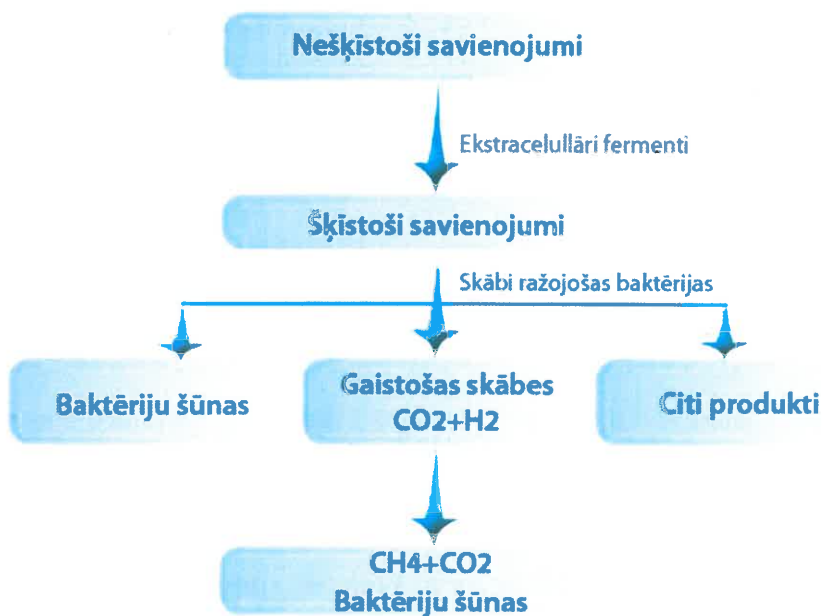 Nešķīstoši savienojumi
Ekstracelullāri fermenti
Šķīstoši savienojumi
Skābi ražojošas baktērijas
Baktēriju šūnas
Gaistošas skābes
CO2+H2
Citi produkti
CH4+CO2
Baktēriju šūnas